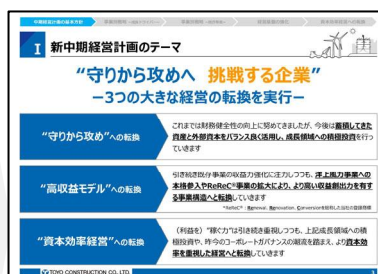 中期経営計画の基本方針
I 新中期経営計画のテーマ
“守りから攻めへ 挑戦する企業”
－3つの大きな経営の転換を実行－
“守りから攻め”への転換
これまでは財務健全性の向上に努めてきましたが、今後は蓄積してきた
資産と外部資本をバランス良く活用し、成長領域への積極投資を行っ
ていきます
“高収益モデル”への転換
引き続き既存事業の収益力強化に注力しつつも、洋上風力事業への
本格参入やReReC®事業の拡大により、より高い収益創出力を有す
る事業構造へと転換していきます
*ReReC®：Renewal, Renovation, Conversionを総称した当社の登録商標
“資本効率経営”への転換
（利益を）“稼ぐ力”は引き続き重視しつつも、上記成長領域への積
極投資や、昨今のコーポレートガバナンスの潮流を踏まえ、より資本効
率を重視した経営へと転換していきます
TOYO CONSTRUCTION CO., LTD.